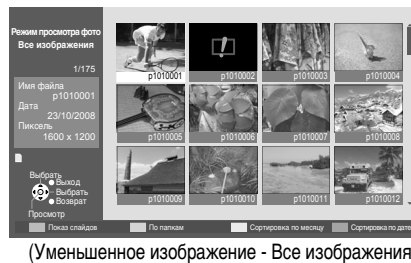 Режим просмотра фото
Все изображения
1/175
Имя файла
p1010001
Дата
23/10/2008
Пиксель
1600 x 1200
Выбрать
Выход
Выбрать
Возврат
Просмотр
p1010001 p1010002 p1010003 p1010004
p1010005 p1010006 p1010007 p1010008
p1010009 p1010010 p1010011 p1010012
Показ слайдов По папкам Сортировка по месяцу Сортировка по дате
(Уменьшенное изображение - Все изображения